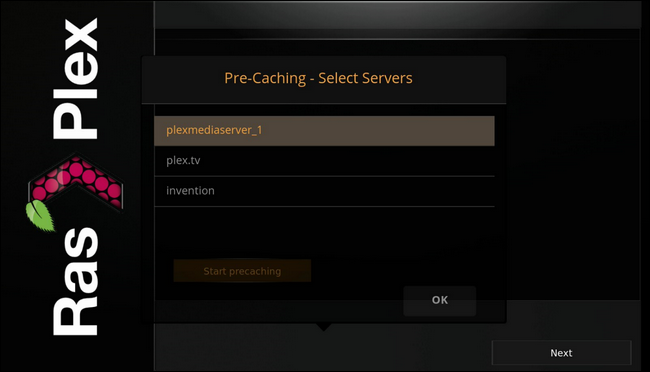 Ras Plex
Pre-Caching - Select Servers
plexmediaserver_1
plex.tv
invention
Start precaching
OK
Next